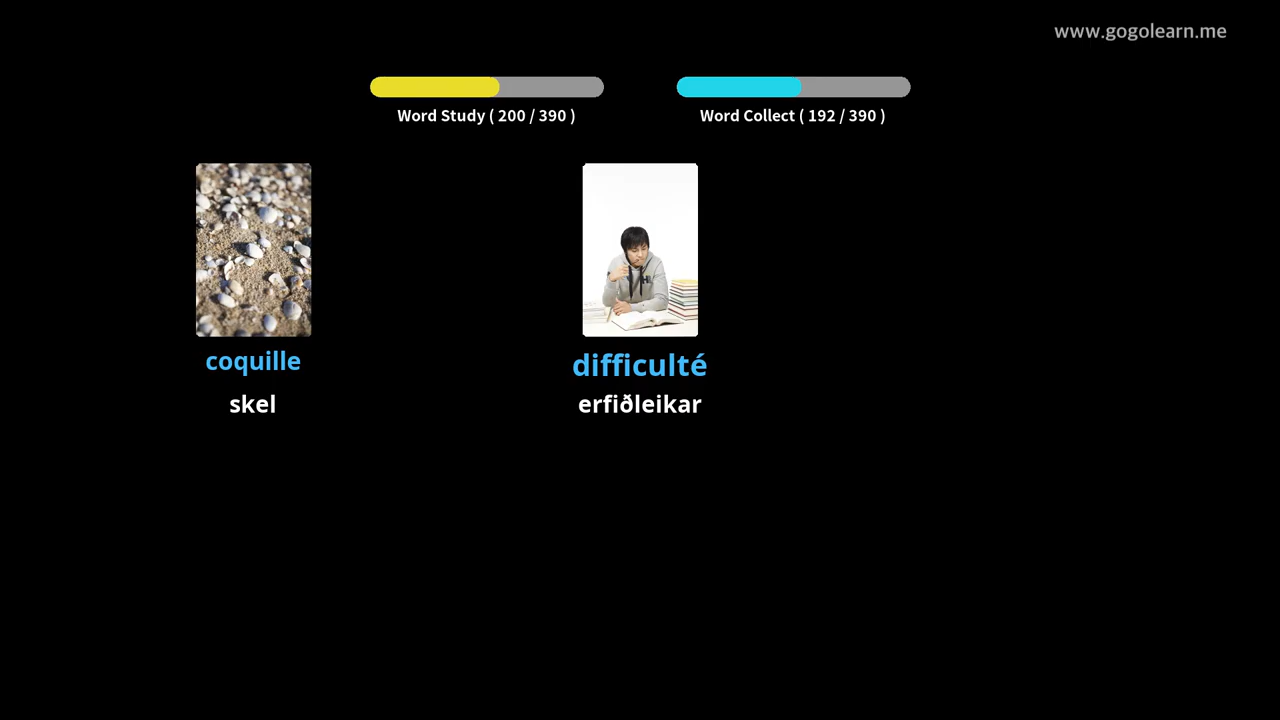 www.gogolearn.me
Word Study ( 200 / 390 )
Word Collect ( 192 / 390 )
coquille
skel
difficulté
erfiðleikar